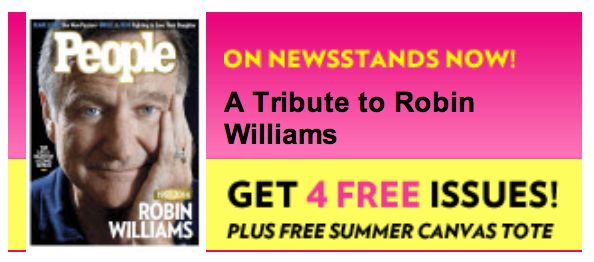 People
1951-2014
ROBIN
WILLIAMS
ON NEWSSTANDS NOW!
A Tribute to Robin
Williams
GET 4 FREE ISSUES!
PLUS FREE SUMMER CANVAS TOTE